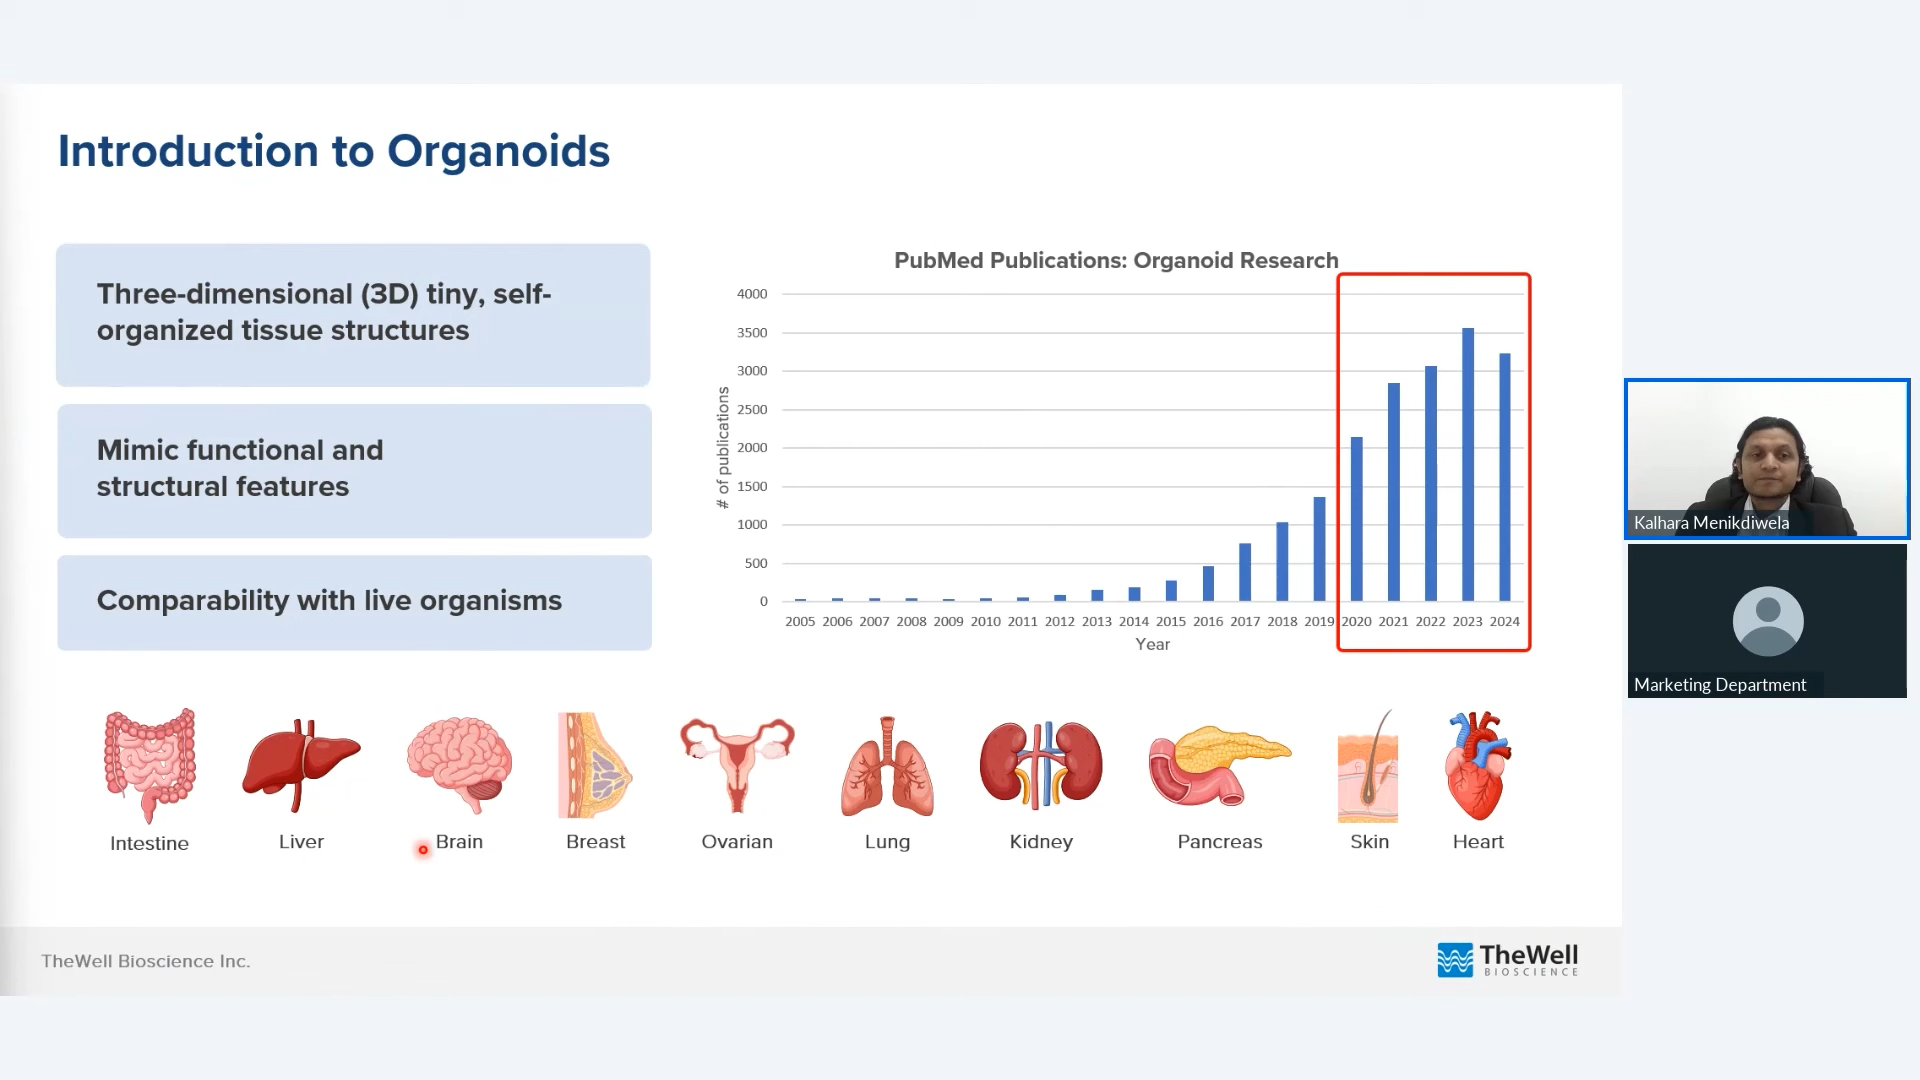 Introduction to Organoids
Three-dimensional (3D) tiny, self-
organized tissue structures
Mimic functional and
structural features
Comparability with live organisms
PubMed Publications: Organoid Research
4000
3500
3000
2500
2000
1500
1000
500
0
# of publications
2005 2006 2007 2008 2009 2010 2011 2012 2013 2014 2015 2016 2017 2018 2019 2020 2021 2022 2023 2024
Year
Kalhara Menikdiwela
Marketing Department
Intestine Liver Brain Breast Ovarian Lung Kidney Pancreas Skin Heart
TheWell Bioscience Inc.
TheWell
BIOSCIENCE